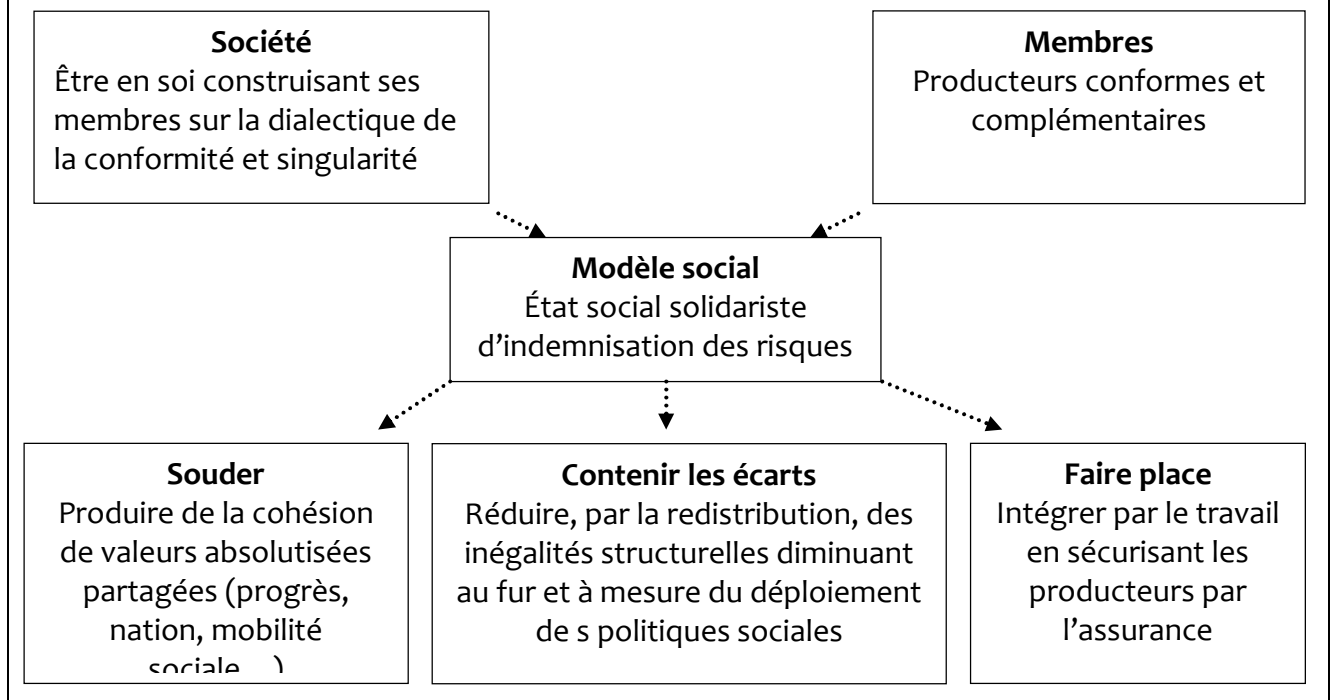 Société
Être en soi construisant ses
membres sur la dialectique de
la conformité et singularité
Membres
Producteurs conformes et
complémentaires
Modèle social
État social solidariste
d’indemnisation des risques
Souder
Produire de la cohésion
de valeurs absolutisées
partagées (progrès,
nation, mobilité
sociale …)
Contenir les écarts
Réduire, par la redistribution, des
inégalités structurelles diminuant
au fur et à mesure du déploiement
de s politiques sociales
Faire place
Intégrer par le travail
en sécurisant les
producteurs par
l’assurance